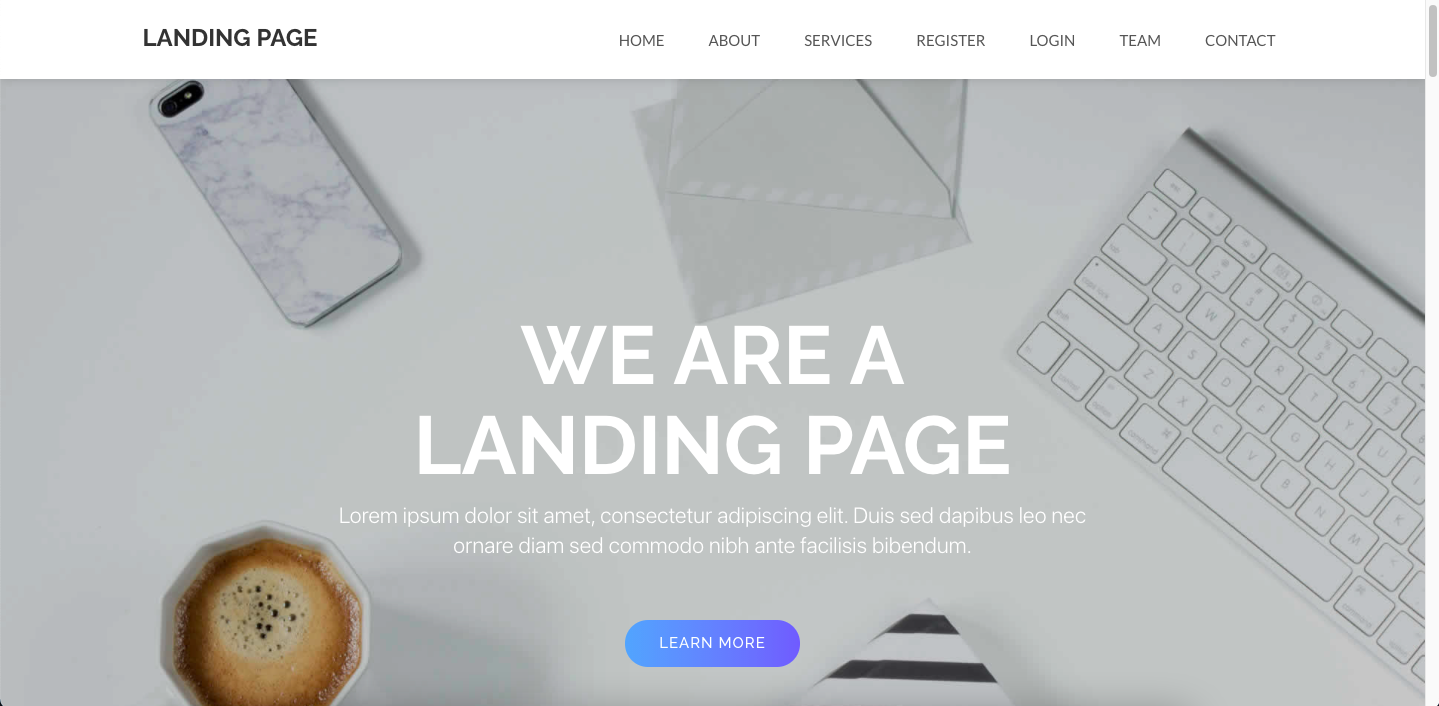 LANDING PAGE
HOME ABOUT SERVICES REGISTER LOGIN TEAM CONTACT
WE ARE A
LANDING PAGE
Lorem ipsum dolor sit amet, consectetur adipiscing elit. Duis sed dapibus leo nec
ornare diam sed commodo nibh ante facilisis bibendum.
LEARN MORE